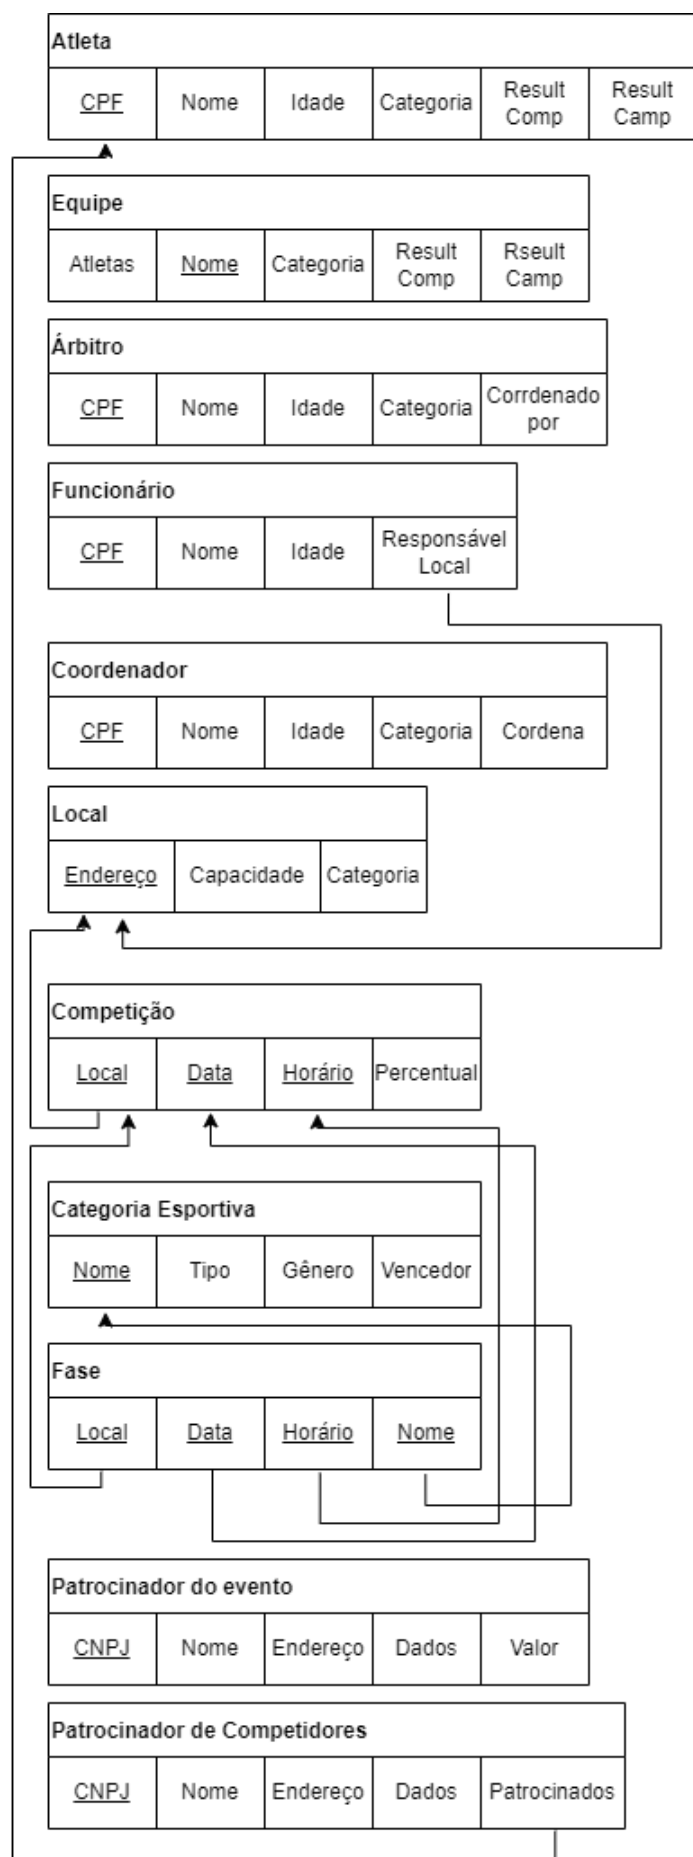 Atleta
CPF Nome Idade Categoria Result Comp Result Camp
Equipe
Atletas Nome Categoria Result Comp Rseult Camp
Árbitro
CPF Nome Idade Categoria Corrdenado por
Funcionário
CPF Nome Idade Responsável Local
Coordenador
CPF Nome Idade Categoria Cordena
Local
Endereço Capacidade Categoria
Competição
Local Data Horário Percentual
Categoria Esportiva
Nome Tipo Gênero Vencedor
Fase
Local Data Horário Nome
Patrocinador do evento
CNPJ Nome Endereço Dados Valor
Patrocinador de Competidores
CNPJ Nome Endereço Dados Patrocinados